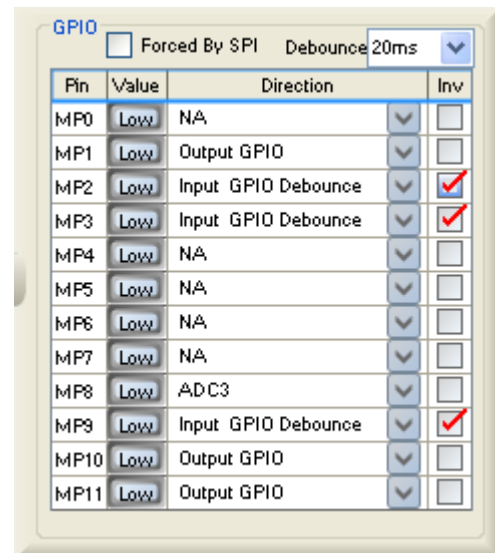 GPIO
Forced By SPI Debounce 20ms
Pin Value Direction Inv
MP0 Low NA
MP1 Low Output GPIO
MP2 Low Input GPIO Debounce
MP3 Low Input GPIO Debounce
MP4 Low NA
MP5 Low NA
MP6 Low NA
MP7 Low NA
MP8 Low ADC3
MP9 Low Input GPIO Debounce
MP10 Low Output GPIO
MP11 Low Output GPIO